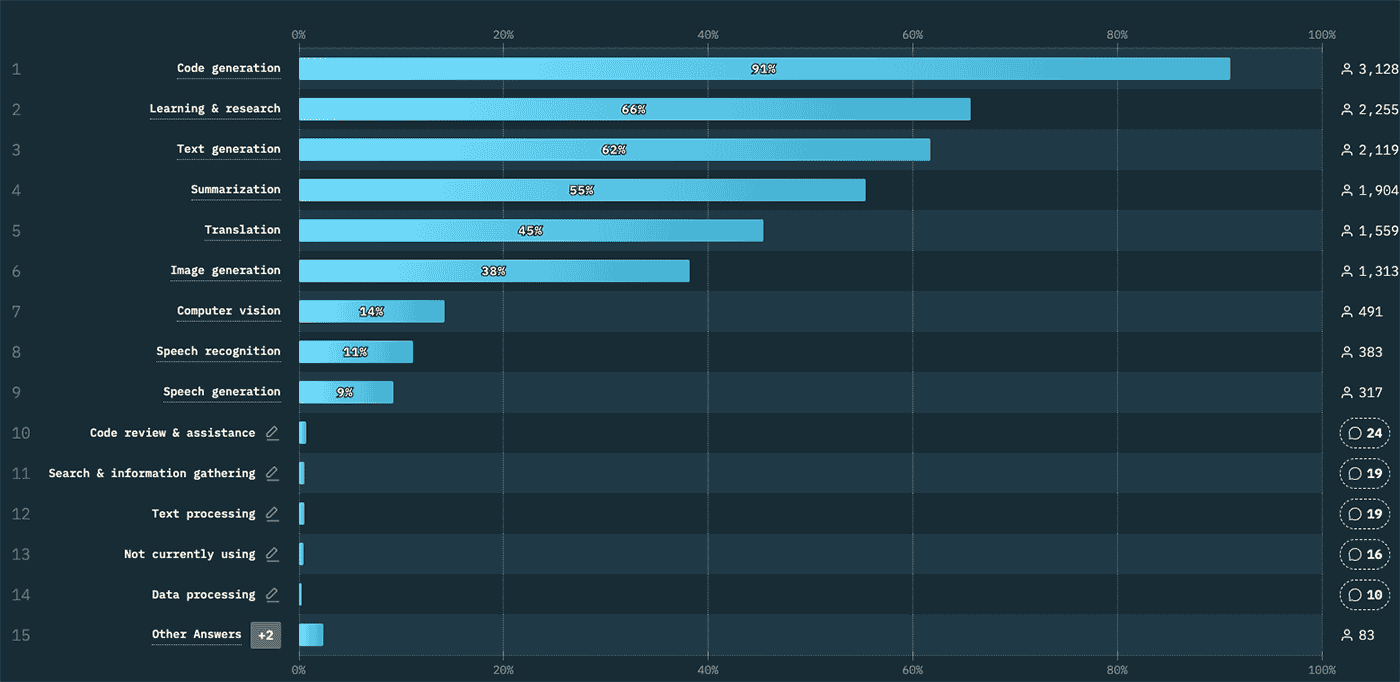 0% 20% 40% 60% 80% 100%
1 Code generation 91% 3,128
2 Learning & research 66% 2,255
3 Text generation 62% 2,119
4 Summarization 55% 1,904
5 Translation 45% 1,559
6 Image generation 38% 1,313
7 Computer vision 14% 491
8 Speech recognition 11% 383
9 Speech generation 9% 317
10 Code review & assistance 24
11 Search & information gathering 19
12 Text processing 19
13 Not currently using 16
14 Data processing 10
15 Other Answers +2 83
0% 20% 40% 60% 80% 100%